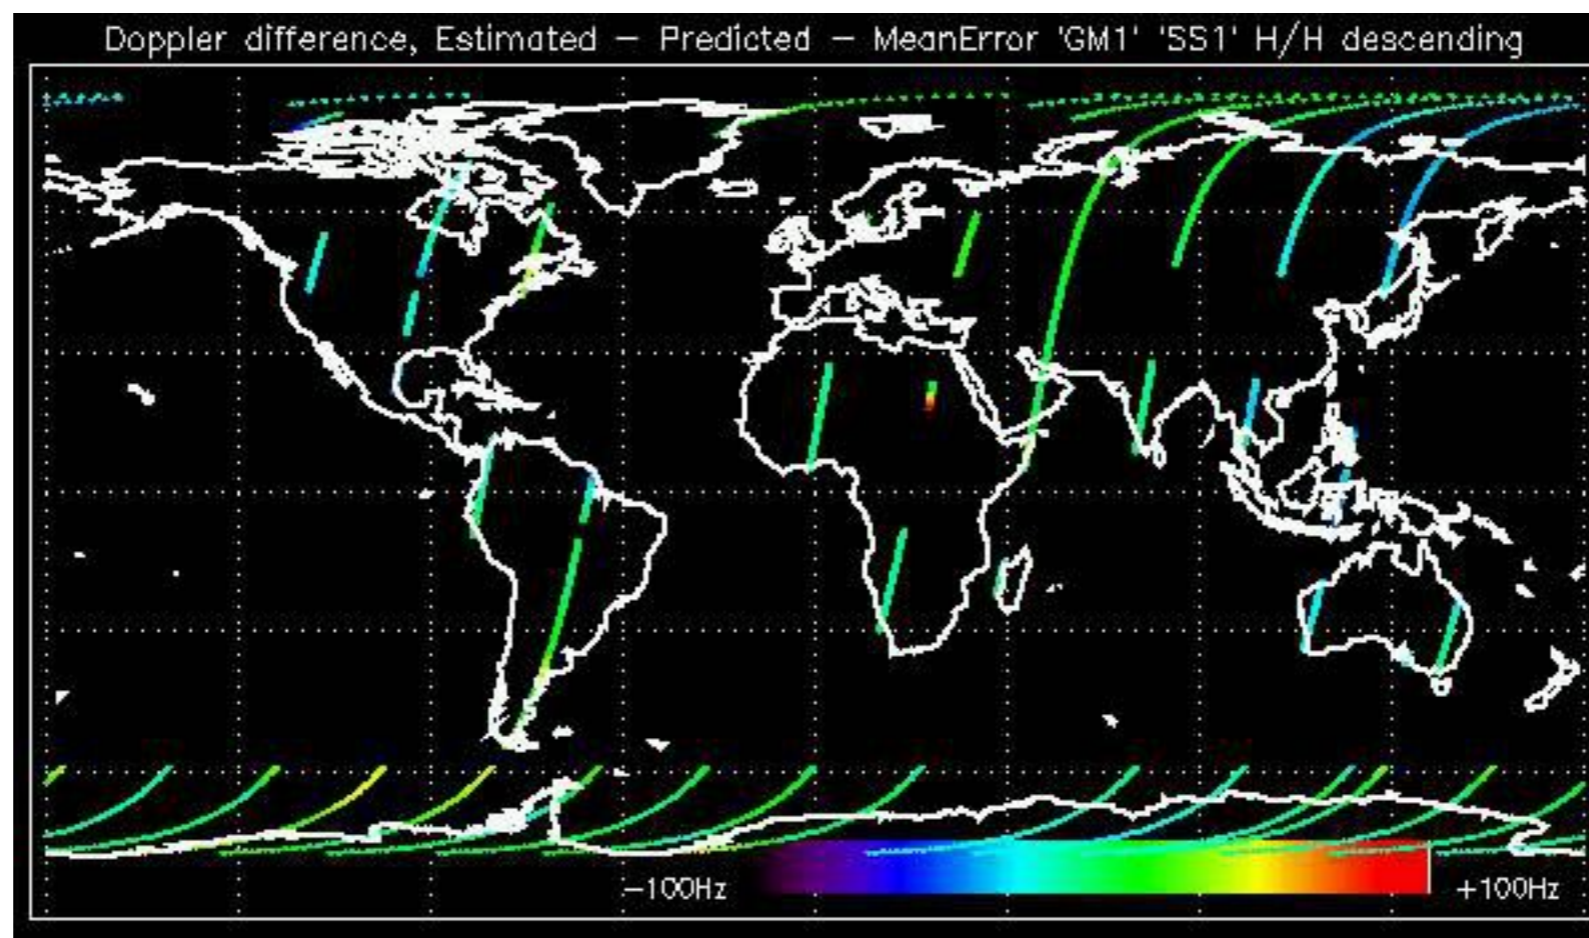 Doppler difference, Estimated – Predicted – MeanError 'GM1' 'SS1' H/H descending
–100Hz +100Hz